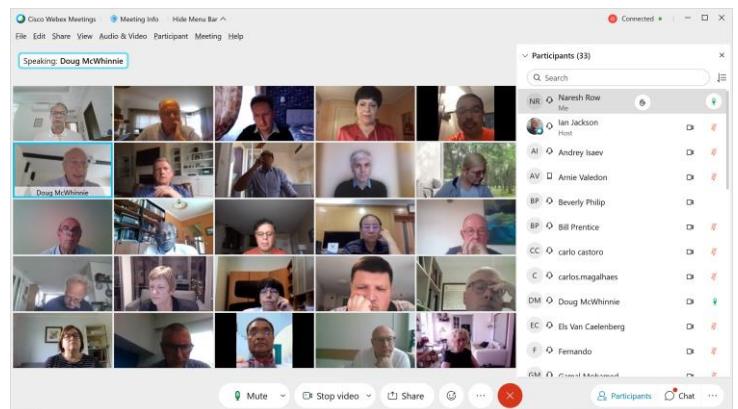 Cisco Webex Meetings Meeting Info Hide Menu Bar Connected
File Edit Share View Audio & Video Participant Meeting Help
Speaking: Doug McWhinnie
Doug McWhinnie
Participants (33)
Search
NR Naresh Row
Me
Ian Jackson
Host
AI Andrey Isaev
AV Arnie Valedon
BP Beverly Philip
BP Bill Prentice
CC carlo castoro
C carlos.magalhaes
DM Doug McWhinnie
EC Els Van Caelenberg
F Fernando
GM Gamal Mohamed
Mute Stop video Share Participants Chat